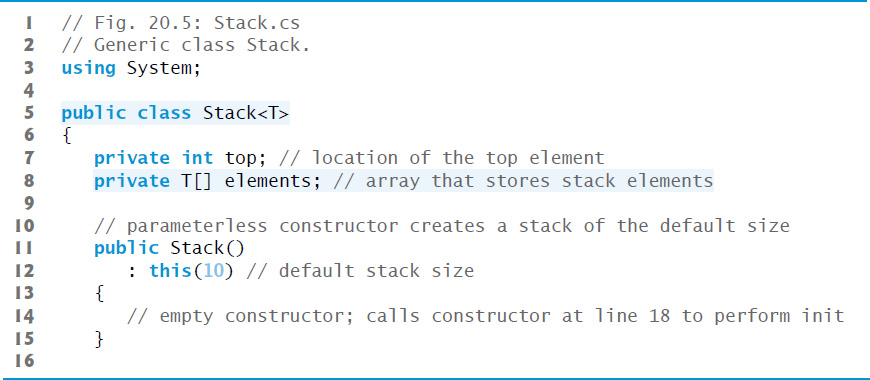 1 // Fig. 20.5: Stack.cs
2 // Generic class Stack.
3 using System;
4
5 public class Stack<T>
6 {
7 private int top; // location of the top element
8 private T[] elements; // array that stores stack elements
9
10 // parameterless constructor creates a stack of the default size
11 public Stack()
12 : this(10) // default stack size
13 {
14 // empty constructor; calls constructor at line 18 to perform init
15 }
16